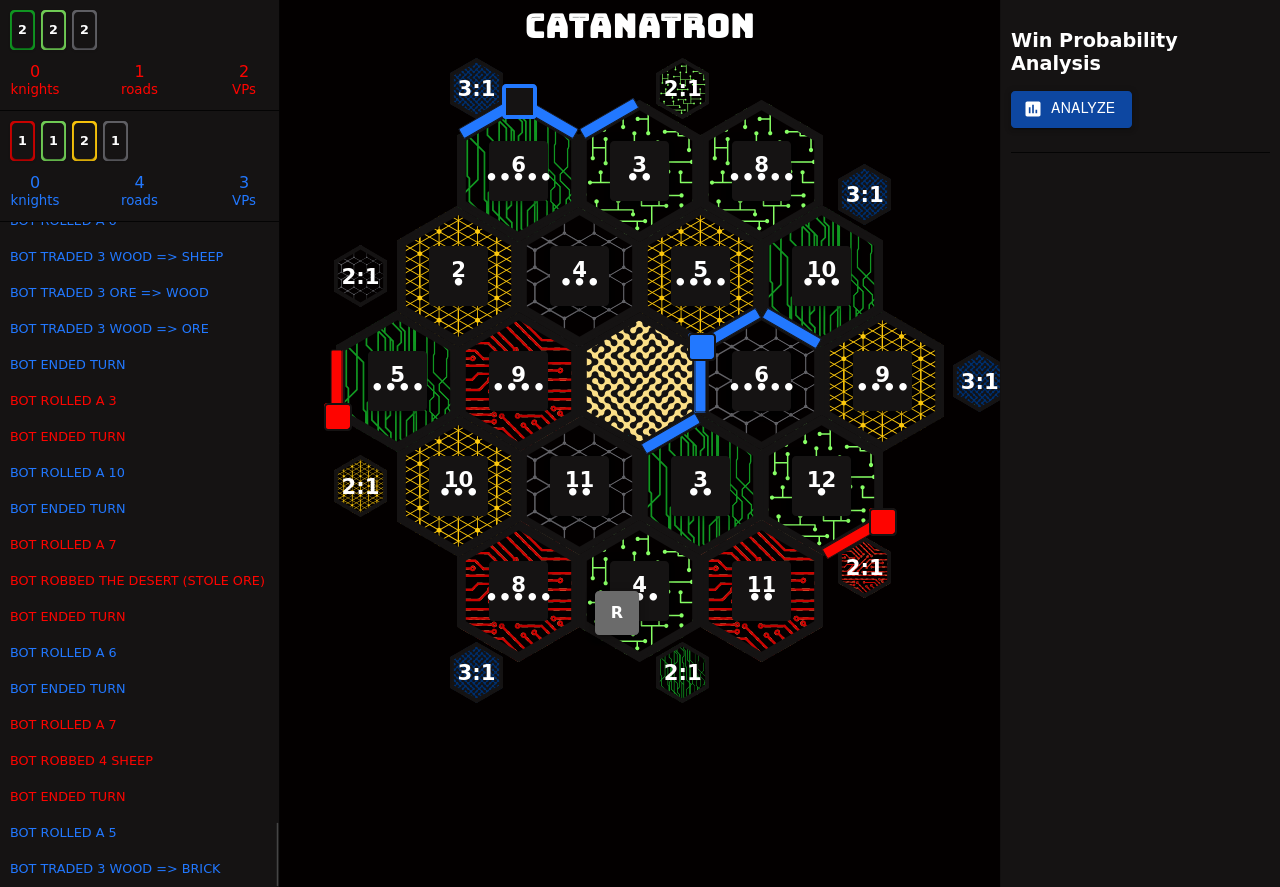 CATANATRON
2 2 2
0 1 2
knights roads VPs
1 1 2 1
0 4 3
knights roads VPs
BOT TRADED 3 WOOD => SHEEP
BOT TRADED 3 ORE => WOOD
BOT TRADED 3 WOOD => ORE
BOT ENDED TURN
BOT ROLLED A 3
BOT ENDED TURN
BOT ROLLED A 10
BOT ENDED TURN
BOT ROLLED A 7
BOT ROBBED THE DESERT (STOLE ORE)
BOT ENDED TURN
BOT ROLLED A 6
BOT ENDED TURN
BOT ROLLED A 7
BOT ROBBED 4 SHEEP
BOT ENDED TURN
BOT ROLLED A 5
BOT TRADED 3 WOOD => BRICK
3:1 2:1
6 3 8
3:1
2:1 2 4 5 10
5 9 6 9 3:1
2:1 10 11 3 12
2:1
8 4 11
R
3:1 2:1
Win Probability
Analysis
ANALYZE